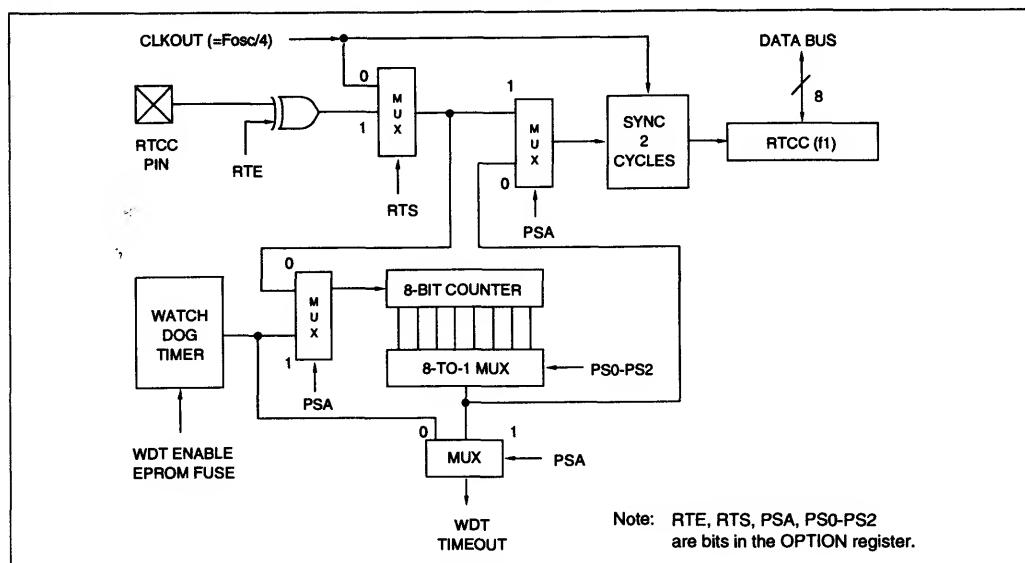 CLKOUT (=Fosc/4)
DATA BUS
8
0
1
MUX
RTCC
PIN
RTE
RTS
1
0
MUX
PSA
SYNC
2
CYCLES
RTCC (f1)
WATCH
DOG
TIMER
0
1
MUX
PSA
8-BIT COUNTER
8-TO-1 MUX
PS0-PS2
WDT ENABLE
EPROM FUSE
0
1
MUX
PSA
WDT
TIMEOUT
Note: RTE, RTS, PSA, PS0-PS2
are bits in the OPTION register.